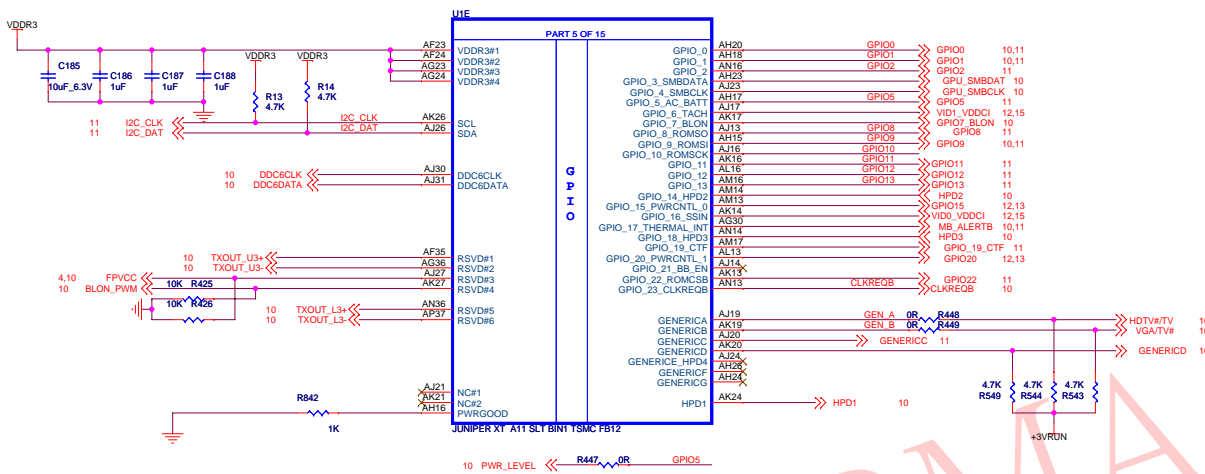 U1E
PART 5 OF 15
VDDR3
C185
10uF_6.3V
C186
1uF
C187
1uF
C188
1uF
VDDR3
VDDR3
R13
4.7K
R14
4.7K
AF23 VDDR3#1
AF24 VDDR3#2
AG23 VDDR3#3
AG24 VDDR3#4
11 I2C_CLK I2C_CLK AK26 SCL
11 I2C_DAT I2C_DAT AJ26 SDA
10 DDC6CLK AJ30 DDC6CLK
10 DDC6DATA AJ31 DDC6DATA
10 TXOUT_U3+ AF35 RSVD#1
10 TXOUT_U3- AG36 RSVD#2
4,10 FPVCC AJ27 RSVD#3
10 BLON_PWM AK27 RSVD#4
10K R425
10K R426
10 TXOUT_L3+ AN36 RSVD#5
10 TXOUT_L3- AP37 RSVD#6
AJ21 NC#1
AK21 NC#2
AH16 PWRGOOD
R842
1K
GPIO
GPIO_0 AH20 GPIO0 GPIO0 10,11
GPIO_1 AH18 GPIO1 GPIO1 10,11
GPIO_2 AN16 GPIO2 GPIO2 11
GPIO_3_SMBDATA AH23 GPU_SMBDAT 10
GPIO_4_SMBCLK AJ23 GPU_SMBCLK 10
GPIO_5_AC_BATT AH17 GPIO5 GPIO5 11
GPIO_6_TACH AJ17 VID1_VDDCI 12,15
GPIO_7_BLON AK17 GPIO7_BLON 10
GPIO_8_ROMSO AJ13 GPIO8 GPIO8 11
GPIO_9_ROMSI AH15 GPIO9 GPIO9 10,11
GPIO_10_ROMSCK AJ16 GPIO10
GPIO_11 AK16 GPIO11 GPIO11 11
GPIO_12 AL16 GPIO12 GPIO12 11
GPIO_13 AM16 GPIO13 GPIO13 11
GPIO_14_HPD2 AM14 HPD2 10
GPIO_15_PWRCNTL_0 AM13 GPIO15 12,13
GPIO_16_SSIN AK14 VID0_VDDCI 12,15
GPIO_17_THERMAL_INT AG30 MB_ALERTB 10,11
GPIO_18_HPD3 AN14 HPD3 10
GPIO_19_CTF AM17 GPIO_19_CTF 11
GPIO_20_PWRCNTL_1 AL13 GPIO20 12,13
GPIO_21_BB_EN AJ14
GPIO_22_ROMCSB AK13 GPIO22 11
GPIO_23_CLKREQB AN13 CLKREQB CLKREQB 10
GENERICA AJ19 GEN_A 0R R448 HDTV#/TV
GENERICB AK19 GEN_B 0R R449 VGA/TV#
GENERICC AJ20 GENERICC 11
GENERICD AK20 GENERICD
GENERICE_HPD4 AJ24
GENERICF AH26
GENERICG AH24
HPD1 AK24 HPD1 10
4.7K
R549
4.7K
R544
4.7K
R543
+3VRUN
JUNIPER XT A11 SLT BIN1 TSMC FB12
10 PWR_LEVEL R447 0R GPIO5